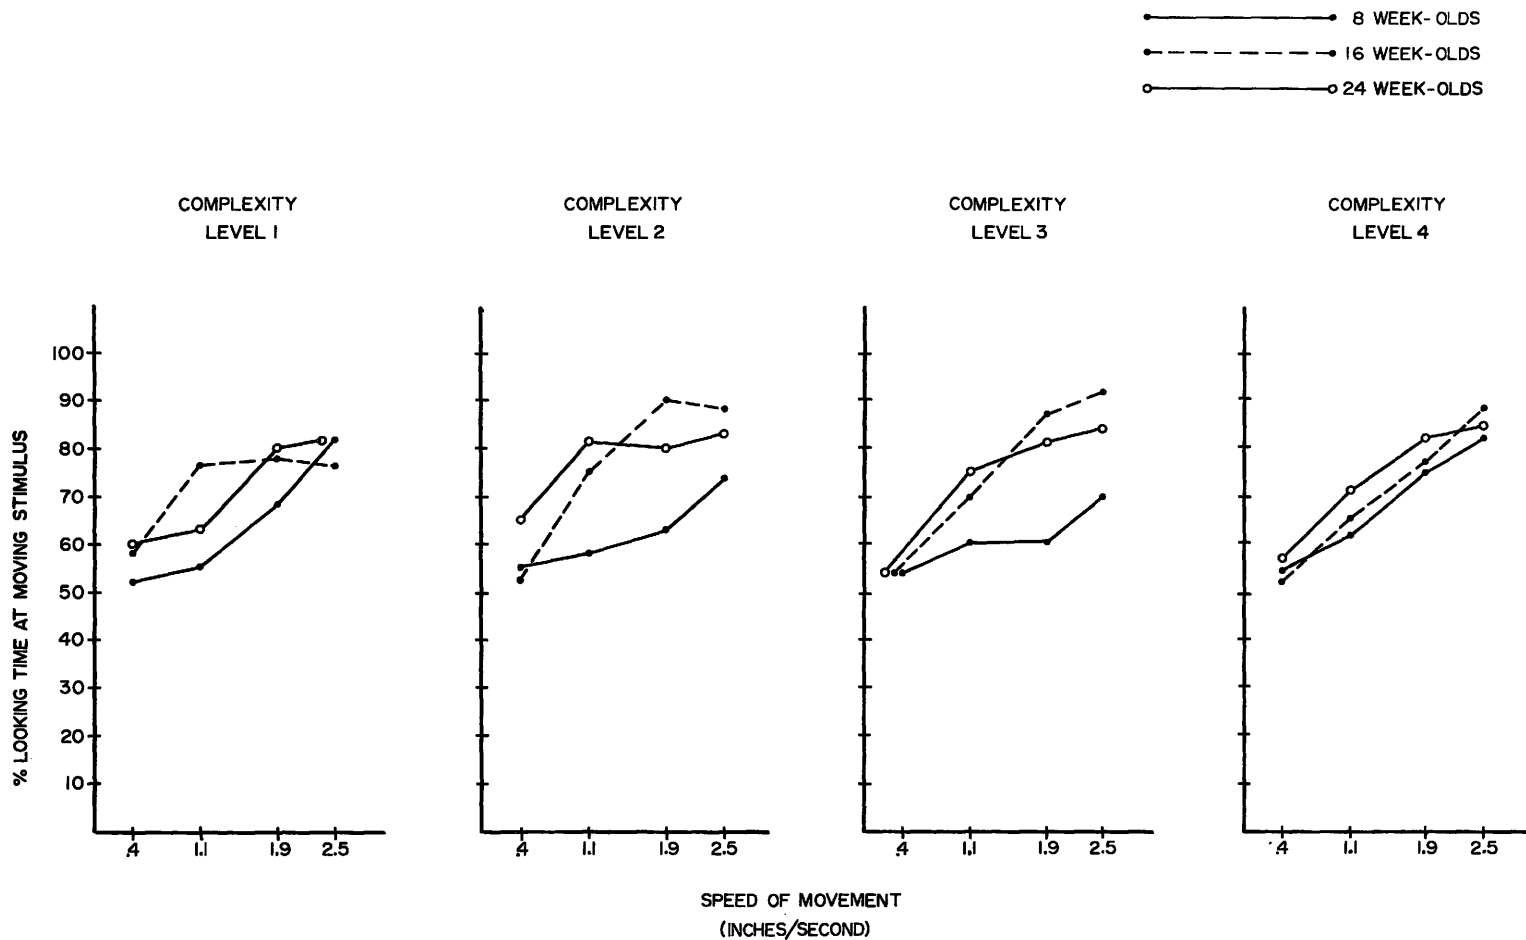 8 WEEK-OLDS
16 WEEK-OLDS
24 WEEK-OLDS
COMPLEXITY
LEVEL 1
COMPLEXITY
LEVEL 2
COMPLEXITY
LEVEL 3
COMPLEXITY
LEVEL 4
% LOOKING TIME AT MOVING STIMULUS
100
90
80
70
60
50
40
30
20
10
.4 1.1 1.9 2.5
.4 1.1 1.9 2.5
.4 1.1 1.9 2.5
.4 1.1 1.9 2.5
SPEED OF MOVEMENT
(INCHES/SECOND)